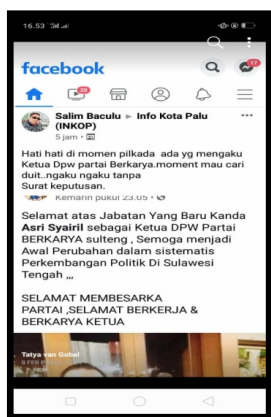 16.53
facebook
20
17
Salim Baculu ▸ Info Kota Palu
(INKOP)
5 jam
Hati hati di momen pilkada ada yg mengaku
Ketua Dpw partai Berkarya.moment mau cari
duit..ngaku ngaku tanpa
Surat keputusan.
Kemarin pukul 23.05
Selamat atas Jabatan Yang Baru Kanda
Asri Syairil sebagai Ketua DPW Partai
BERKARYA sulteng , Semoga menjadi
Awal Perubahan dalam sistematis
Perkembangan Politik Di Sulawesi
Tengah ,,,
SELAMAT MEMBESARKA
PARTAI ,SELAMAT BERKERJA &
BERKARYA KETUA
Tatya van Gobel